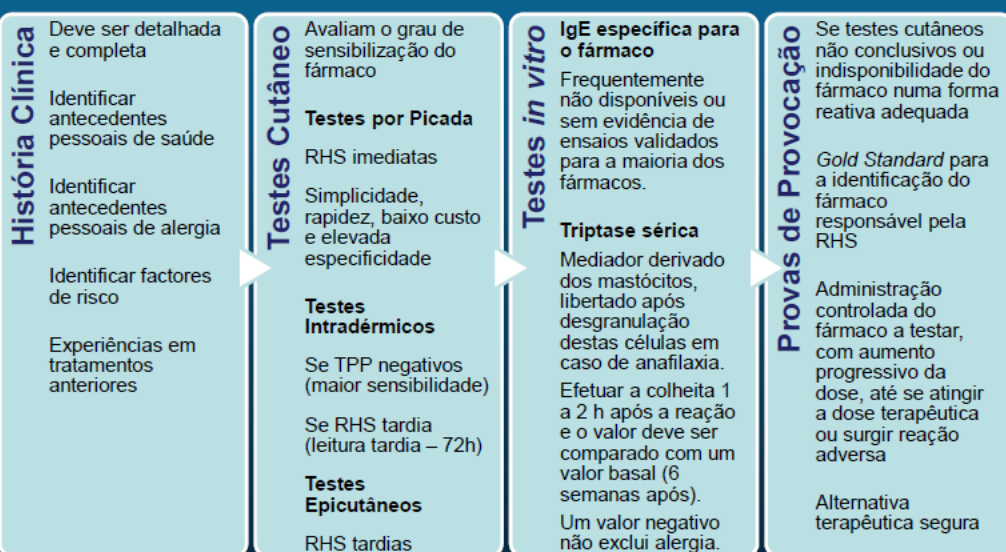 História Clínica
Deve ser detalhada
e completa
Identificar
antecedentes
pessoais de saúde
Identificar
antecedentes
pessoais de alergia
Identificar factores
de risco
Experiências em
tratamentos
anteriores
Testes Cutâneo
Avaliam o grau de
sensibilização do
fármaco
Testes por Picada
RHS imediatas
Simplicidade,
rapidez, baixo custo
e elevada
especificidade
Testes
Intradérmicos
Se TPP negativos
(maior sensibilidade)
Se RHS tardia
(leitura tardia – 72h)
Testes
Epicutâneos
RHS tardias
Testes in vitro
IgE específica para
o fármaco
Frequentemente
não disponíveis ou
sem evidência de
ensaios validados
para a maioria dos
fármacos.
Triptase sérica
Mediador derivado
dos mastócitos,
libertado após
desgranulação
destas células em
caso de anafilaxia.
Efetuar a colheita 1
a 2 h após a reação
e o valor deve ser
comparado com um
valor basal (6
semanas após).
Um valor negativo
não exclui alergia.
Provas de Provocação
Se testes cutâneos
não conclusivos ou
indisponibilidade do
fármaco numa forma
reativa adequada
Gold Standard para
a identificação do
fármaco
responsável pela
RHS
Administração
controlada do
fármaco a testar,
com aumento
progressivo da
dose, até se atingir
a dose terapêutica
ou surgir reação
adversa
Alternativa
terapêutica segura